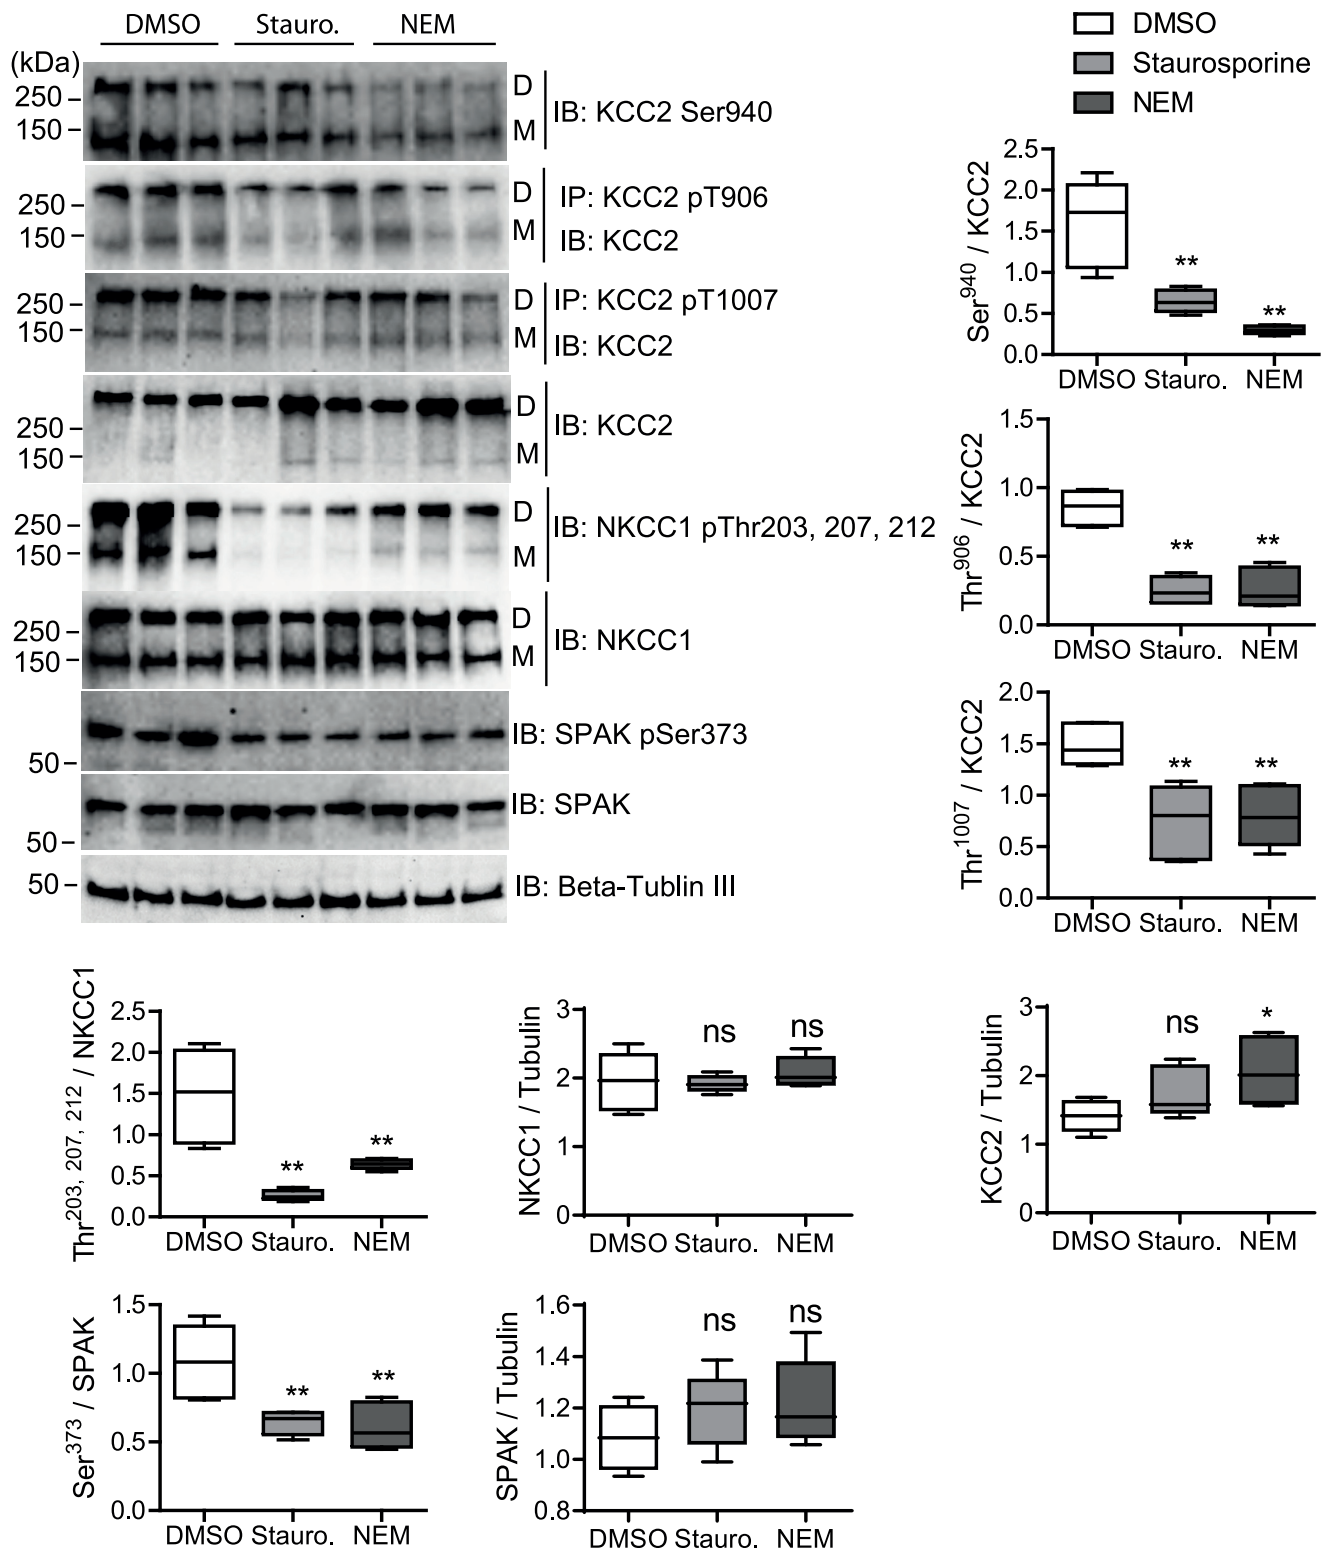 DMSO Stauro. NEM
(kDa)
250
150
D
M
IB: KCC2 Ser940
250
150
D
M
IP: KCC2 pT906
IB: KCC2
250
150
D
M
IP: KCC2 pT1007
IB: KCC2
250
150
D
M
IB: KCC2
250
150
D
M
IB: NKCC1 pThr203, 207, 212
250
150
D
M
IB: NKCC1
50
IB: SPAK pSer373
50
IB: SPAK
50
IB: Beta-Tublin III
DMSO
Staurosporine
NEM
Ser940 / KCC2
2.5
2.0
1.5
1.0
0.5
0.0
**
**
DMSO Stauro. NEM
Thr906 / KCC2
1.5
1.0
0.5
0.0
** **
DMSO Stauro. NEM
Thr1007 / KCC2
2.0
1.5
1.0
0.5
0.0
** **
DMSO Stauro. NEM
Thr203, 207, 212 / NKCC1
2.5
2.0
1.5
1.0
0.5
0.0
**
**
DMSO Stauro. NEM
NKCC1 / Tubulin
3
2
1
0
ns ns
DMSO Stauro. NEM
KCC2 / Tubulin
3
2
1
0
ns *
DMSO Stauro. NEM
Ser373 / SPAK
1.5
1.0
0.5
0.0
** **
DMSO Stauro. NEM
SPAK / Tubulin
1.6
1.4
1.2
1.0
0.8
ns ns
DMSO Stauro. NEM